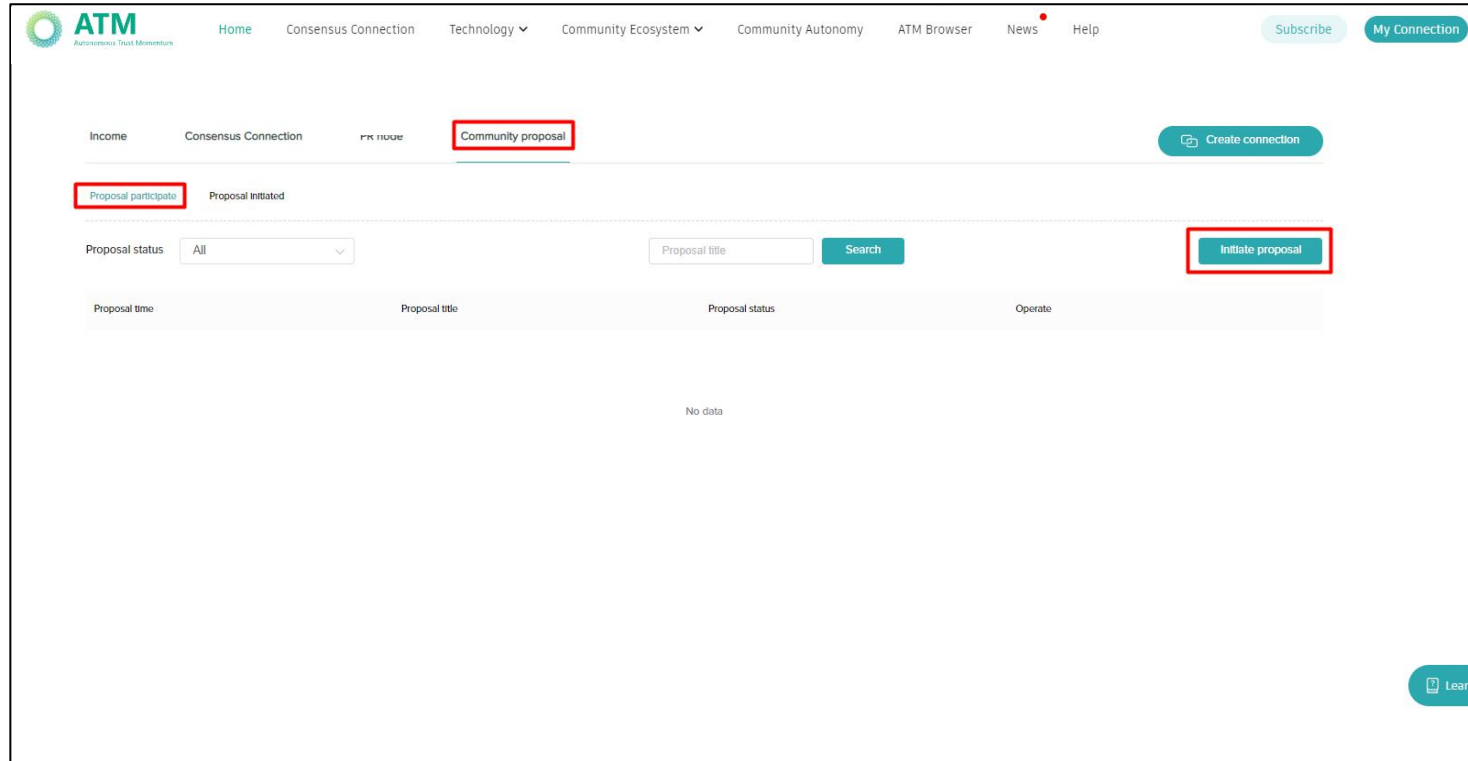 ATM
Autonomous Trust Momentum
Home Consensus Connection Technology Community Ecosystem Community Autonomy ATM Browser News Help Subscribe My Connection
Income Consensus Connection PR node Community proposal Create connection
Proposal participate Proposal initiated
Proposal status All Proposal title Search Initiate proposal
Proposal time Proposal title Proposal status Operate
No data